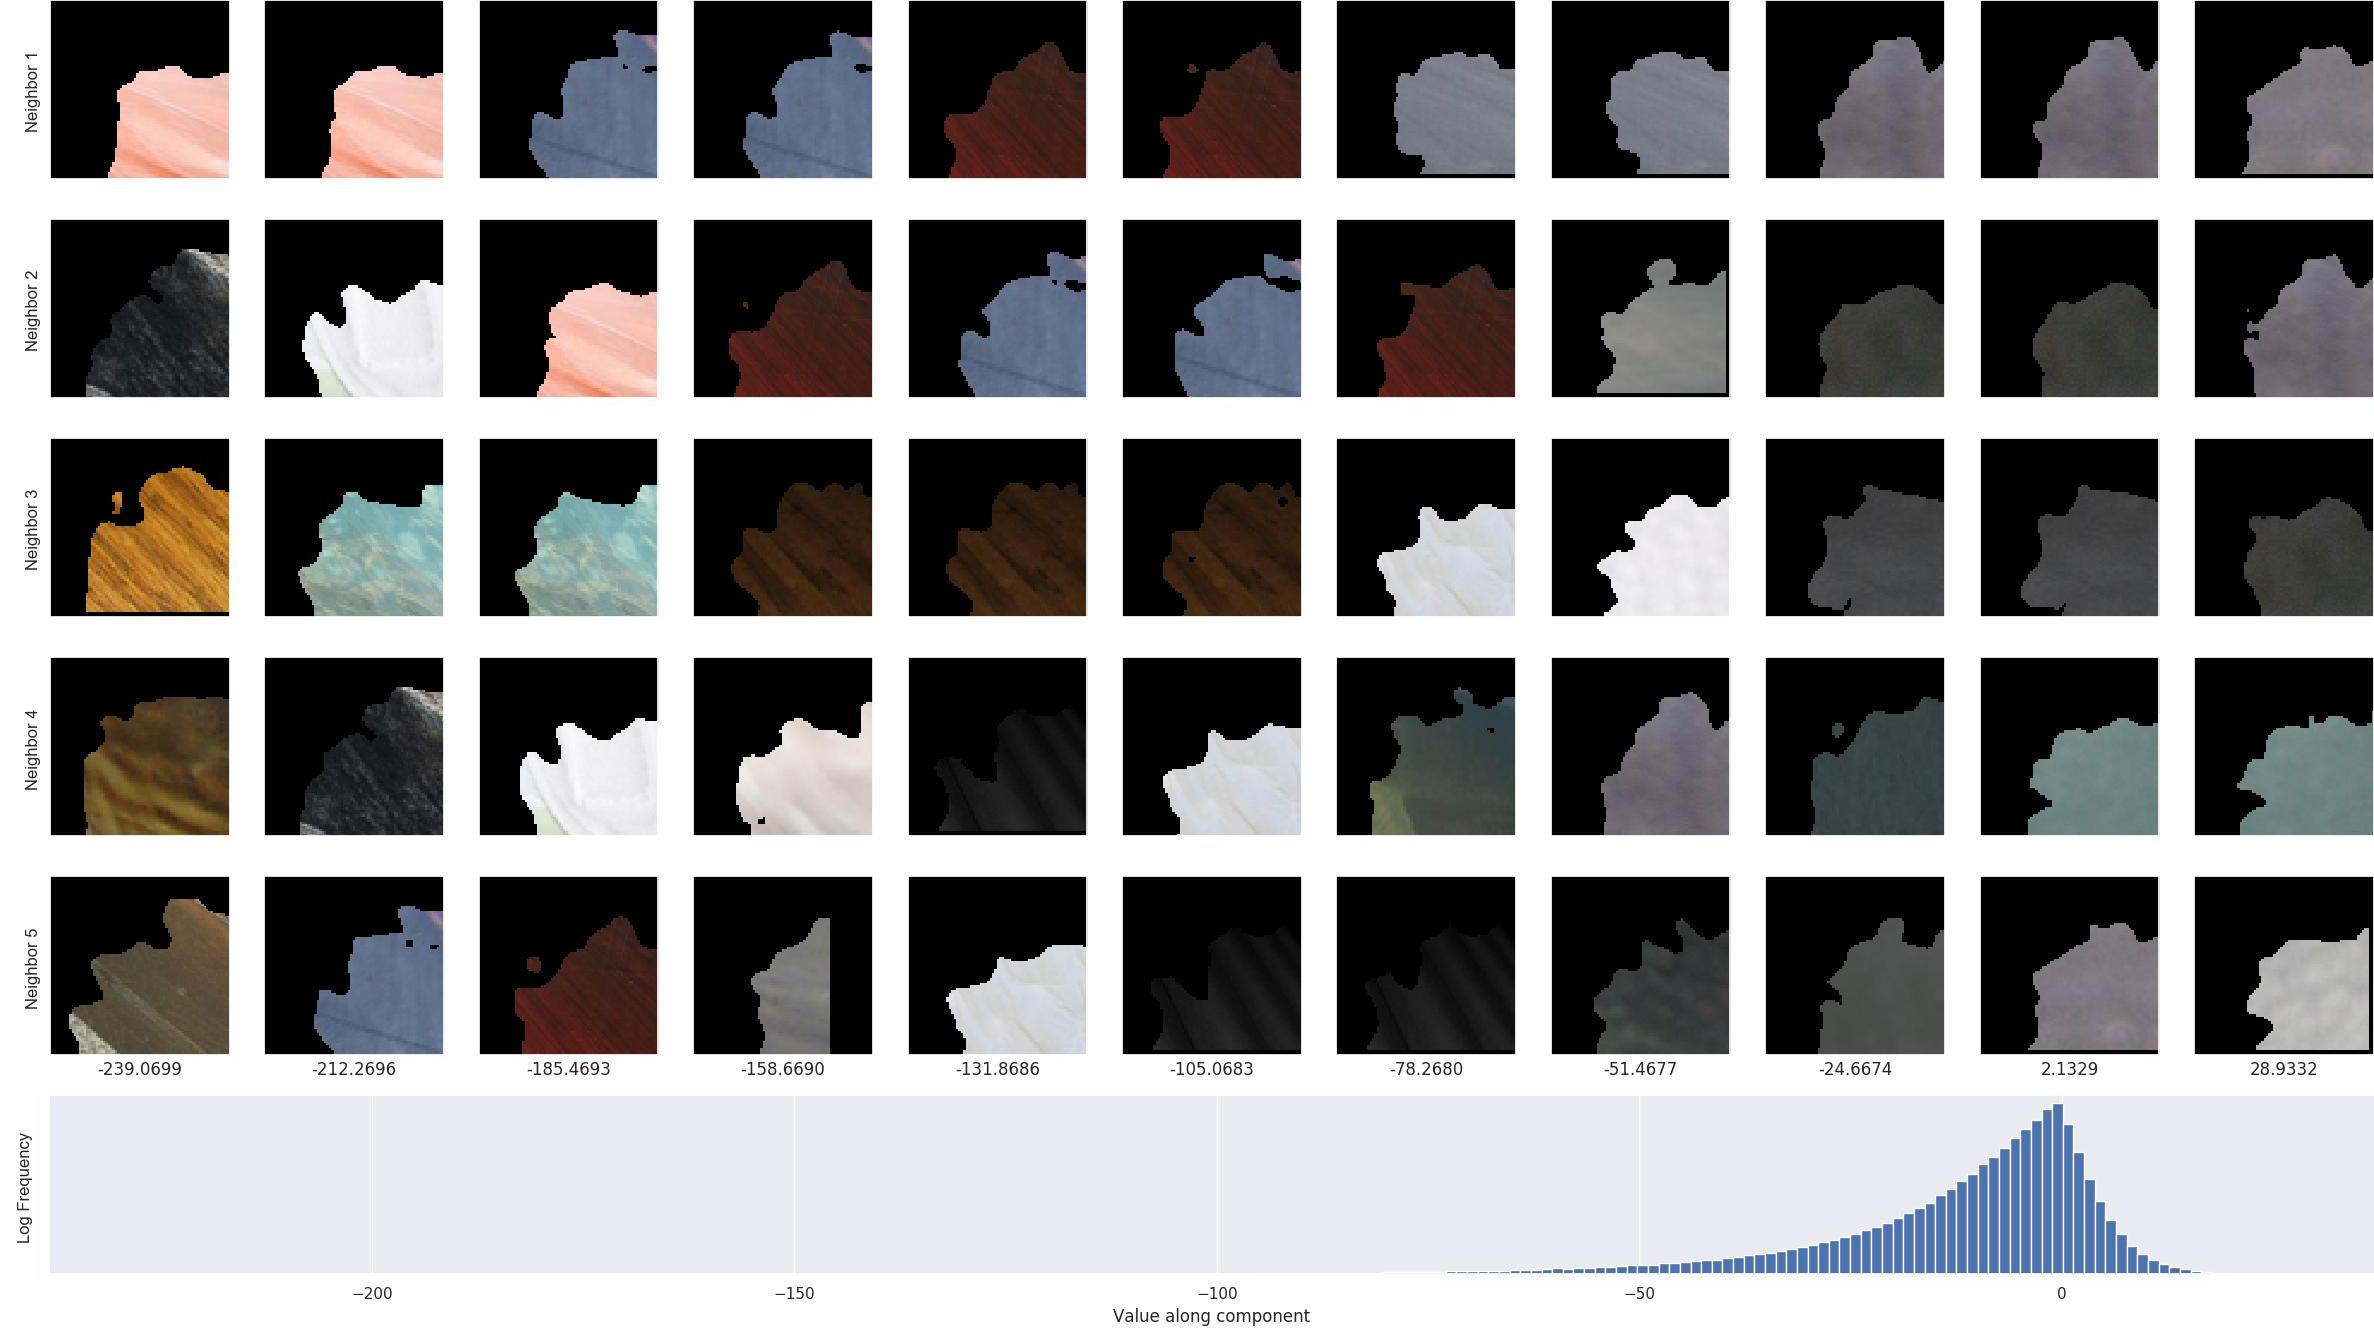 Neighbor 1
Neighbor 2
Neighbor 3
Neighbor 4
Neighbor 5
-239.0699 -212.2696 -185.4693 -158.6690 -131.8686 -105.0683 -78.2680 -51.4677 -24.6674 2.1329 28.9332
Log Frequency
−200 −150 −100 −50 0
Value along component